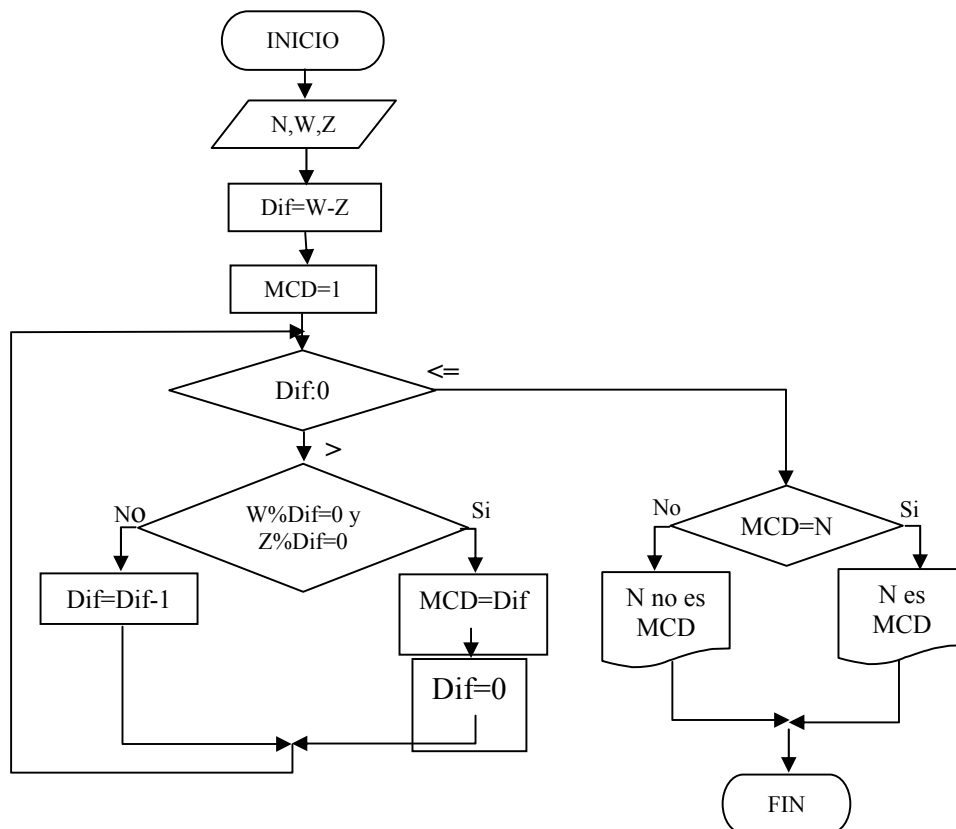 INICIO
N,W,Z
Dif=W-Z
MCD=1
<=
Dif:0
>
No
W%Dif=0 y
Z%Dif=0
Si
No
MCD=N
Si
Dif=Dif-1
MCD=Dif
Dif=0
N no es
MCD
N es
MCD
FIN